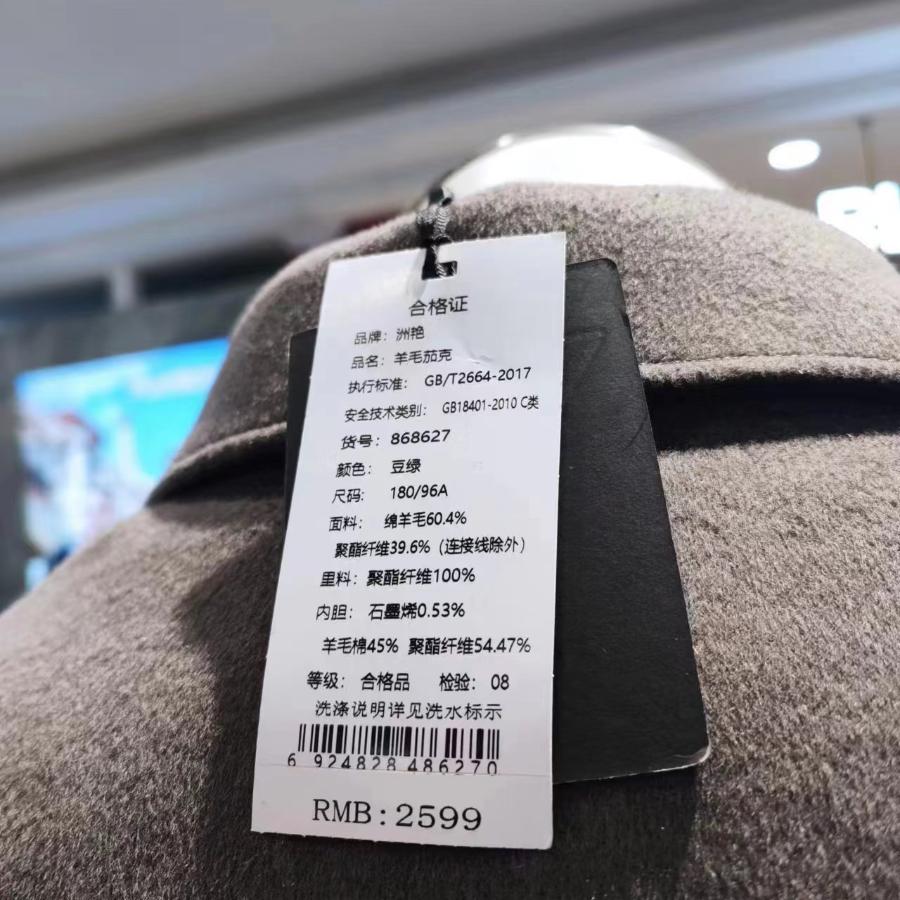 合格证
品牌：洲艳
品名：羊毛茄克
执行标准： GB/T2664-2017
安全技术类别： GB18401-2010 C类
货号：868627
颜色： 豆绿
尺码： 180/96A
面料： 绵羊毛60.4%
聚酯纤维39.6%（连接线除外）
里料：聚酯纤维100%
内胆： 石墨烯0.53%
羊毛棉45% 聚酯纤维54.47%
等级： 合格品 检验： 08
洗涤说明详见洗水标示
6 924828 486270
RMB:2599